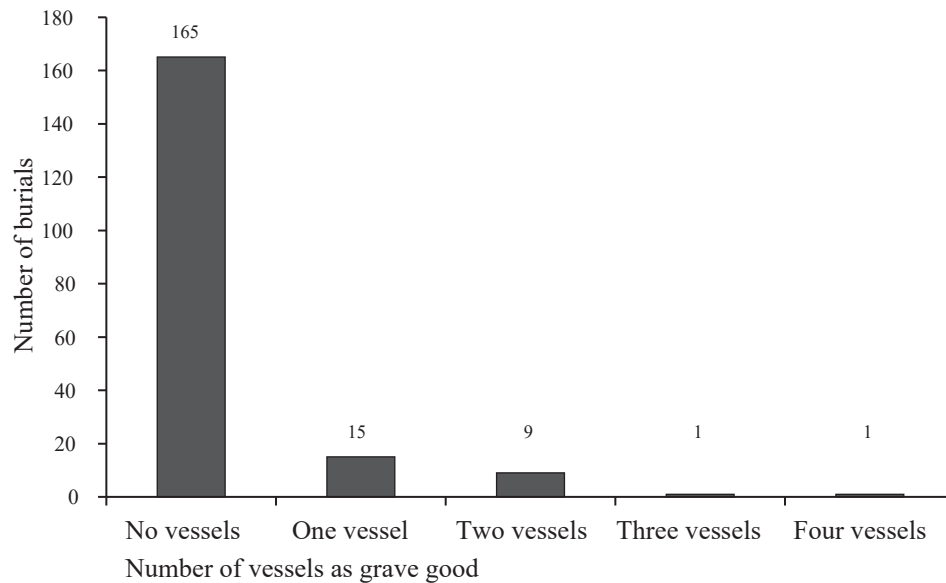 180
165
160
140
120
100
80
60
40
20
0
15
9
1
1
Number of burials
No vessels
One vessel
Two vessels
Three vessels
Four vessels
Number of vessels as grave good